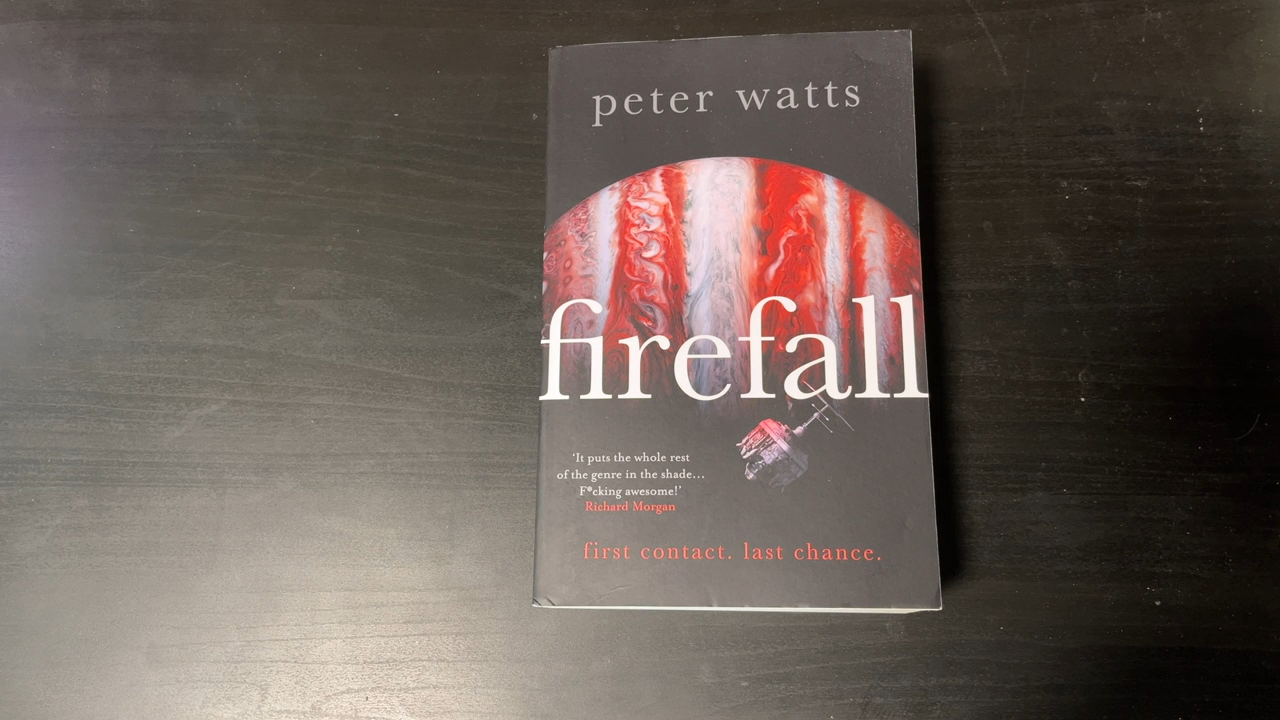 peter watts
firefall
‘It puts the whole rest
of the genre in the shade...
F*cking awesome!’
Richard Morgan
first contact. last chance.